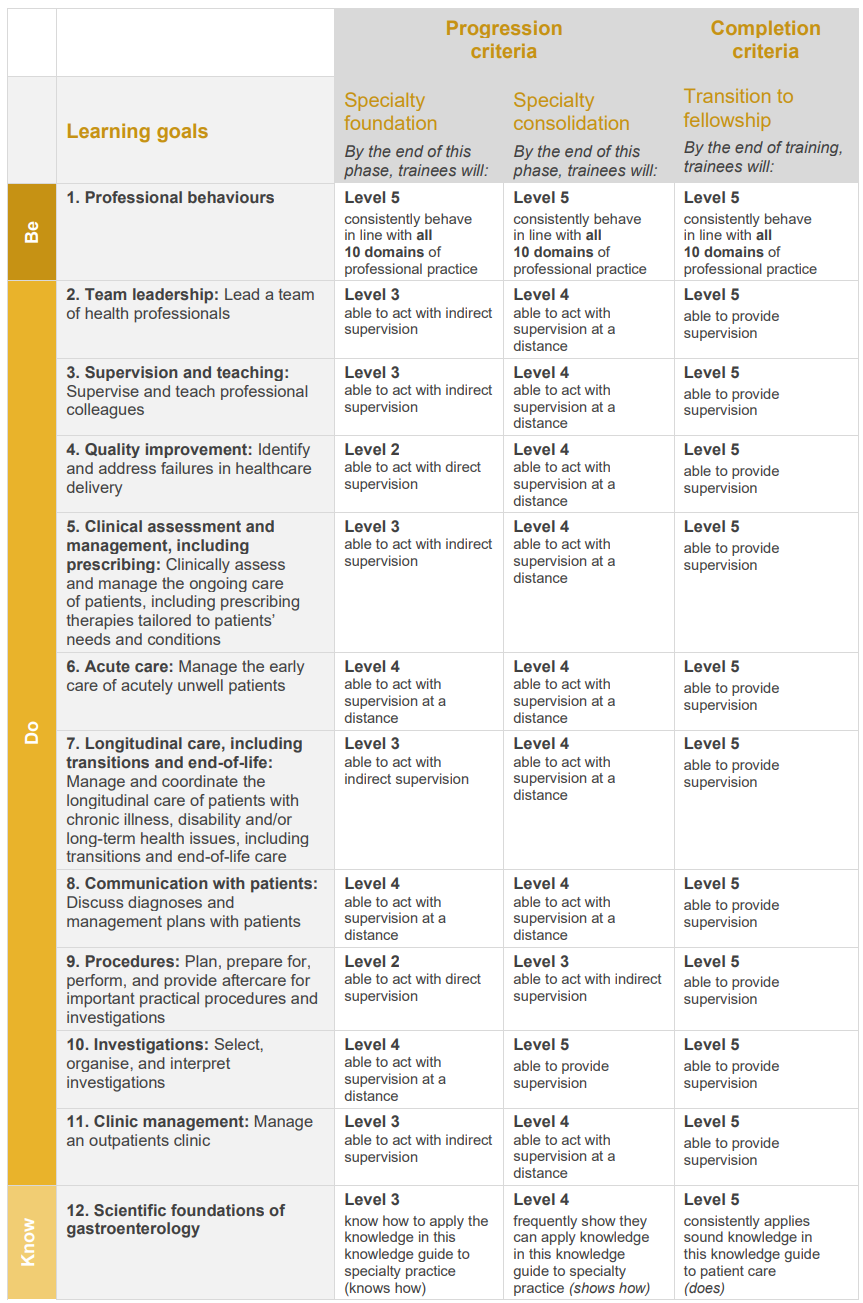 Progression
criteria
Completion
criteria
Learning goals
Specialty
foundation
By the end of this
phase, trainees will:
Specialty
consolidation
By the end of this
phase, trainees will:
Transition to
fellowship
By the end of training,
trainees will:
Be
1. Professional behaviours
Level 5
consistently behave
in line with all
10 domains of
professional practice
Level 5
consistently behave
in line with all
10 domains of
professional practice
Level 5
consistently behave
in line with all
10 domains of
professional practice
Do
2. Team leadership: Lead a team
of health professionals
Level 3
able to act with indirect
supervision
Level 4
able to act with
supervision at a
distance
Level 5
able to provide
supervision
3. Supervision and teaching:
Supervise and teach professional
colleagues
Level 3
able to act with indirect
supervision
Level 4
able to act with
supervision at a
distance
Level 5
able to provide
supervision
4. Quality improvement: Identify
and address failures in healthcare
delivery
Level 2
able to act with direct
supervision
Level 4
able to act with
supervision at a
distance
Level 5
able to provide
supervision
5. Clinical assessment and
management, including
prescribing: Clinically assess
and manage the ongoing care
of patients, including prescribing
therapies tailored to patients’
needs and conditions
Level 3
able to act with indirect
supervision
Level 4
able to act with
supervision at a
distance
Level 5
able to provide
supervision
6. Acute care: Manage the early
care of acutely unwell patients
Level 4
able to act with
supervision at a
distance
Level 4
able to act with
supervision at a
distance
Level 5
able to provide
supervision
7. Longitudinal care, including
transitions and end-of-life:
Manage and coordinate the
longitudinal care of patients with
chronic illness, disability and/or
long-term health issues, including
transitions and end-of-life care
Level 3
able to act with
indirect supervision
Level 4
able to act with
supervision at a
distance
Level 5
able to provide
supervision
8. Communication with patients:
Discuss diagnoses and
management plans with patients
Level 4
able to act with
supervision at a
distance
Level 4
able to act with
supervision at a
distance
Level 5
able to provide
supervision
9. Procedures: Plan, prepare for,
perform, and provide aftercare for
important practical procedures and
investigations
Level 2
able to act with direct
supervision
Level 3
able to act with indirect
supervision
Level 5
able to provide
supervision
10. Investigations: Select,
organise, and interpret
investigations
Level 4
able to act with
supervision at a
distance
Level 5
able to provide
supervision
Level 5
able to provide
supervision
11. Clinic management: Manage
an outpatients clinic
Level 3
able to act with indirect
supervision
Level 4
able to act with
supervision at a
distance
Level 5
able to provide
supervision
Know
12. Scientific foundations of
gastroenterology
Level 3
know how to apply the
knowledge in this
knowledge guide to
specialty practice
(knows how)
Level 4
frequently show they
can apply knowledge
in this knowledge
guide to specialty
practice (shows how)
Level 5
consistently applies
sound knowledge in
this knowledge guide
to patient care
(does)